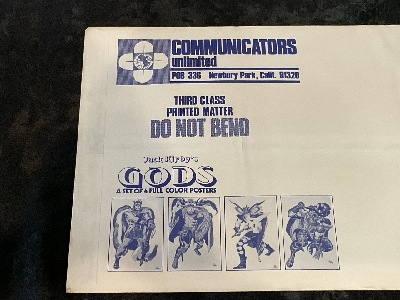 COMMUNICATORS
unlimited
POB 336 Newbury Park, Calif. 91320
THIRD CLASS
PRINTED MATTER
DO NOT BEND
Jack Kirby's
GODS
A SET OF 4 FULL COLOR POSTERS